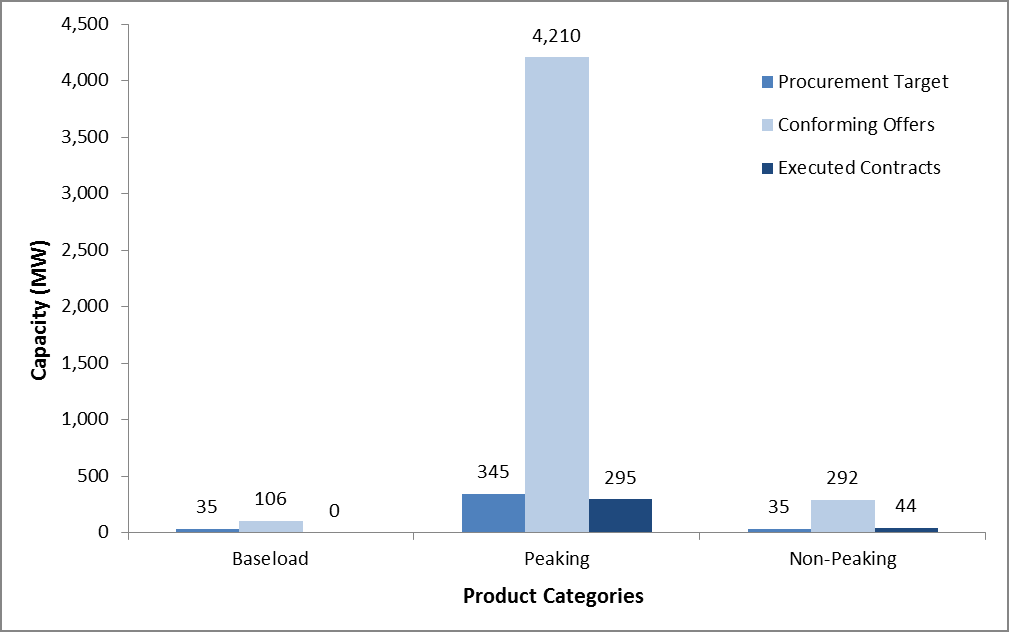 4,500
4,000
3,500
3,000
2,500
2,000
1,500
1,000
500
0
Capacity (MW)
4,210
345
295
35
106
0
35
292
44
Procurement Target
Conforming Offers
Executed Contracts
Baseload
Peaking
Non-Peaking
Product Categories